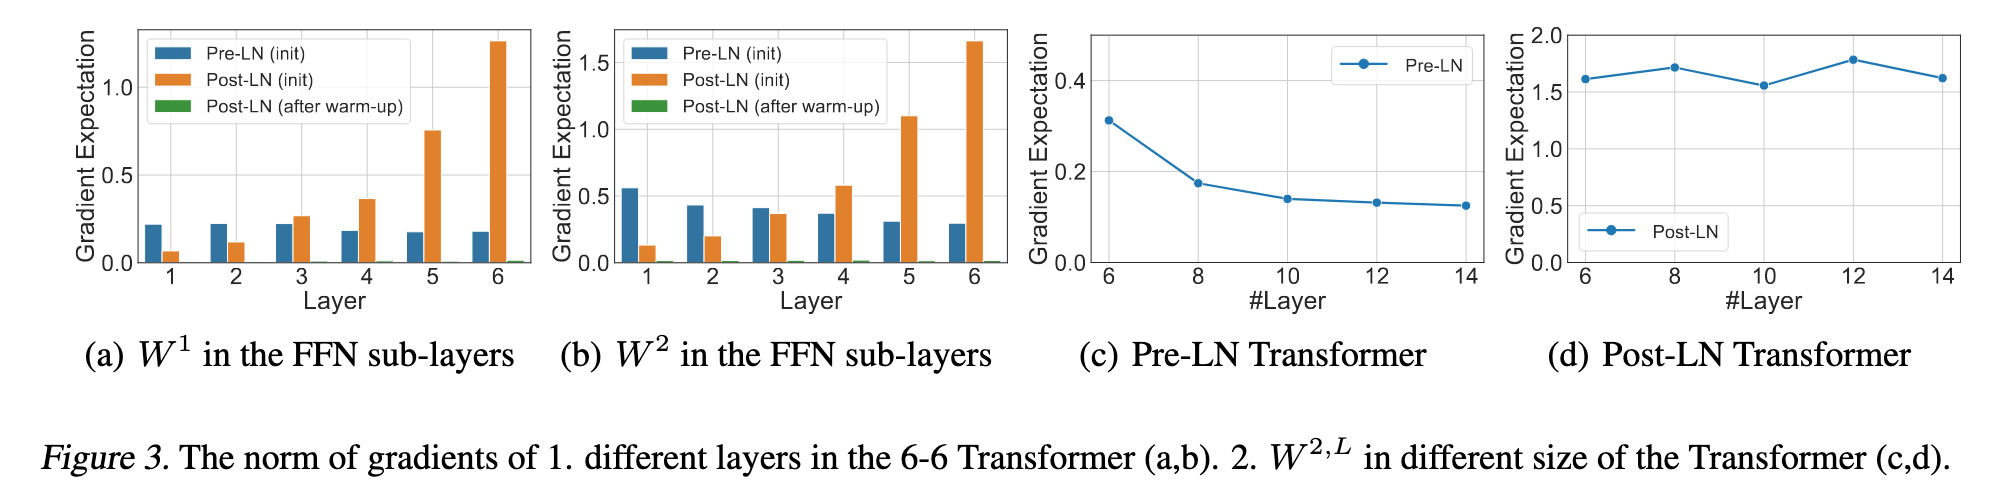 Gradient Expectation
1.0
0.5
0.0
Pre-LN (init)
Post-LN (init)
Post-LN (after warm-up)
1 2 3 4 5 6
Layer
(a) W^1 in the FFN sub-layers
Gradient Expectation
1.5
1.0
0.5
0.0
Pre-LN (init)
Post-LN (init)
Post-LN (after warm-up)
1 2 3 4 5 6
Layer
(b) W^2 in the FFN sub-layers
Gradient Expectation
0.4
0.2
0.0
Pre-LN
6 8 10 12 14
#Layer
(c) Pre-LN Transformer
Gradient Expectation
2.0
1.5
1.0
0.5
0.0
Post-LN
6 8 10 12 14
#Layer
(d) Post-LN Transformer
Figure 3. The norm of gradients of 1. different layers in the 6-6 Transformer (a,b). 2. W^{2,L} in different size of the Transformer (c,d).